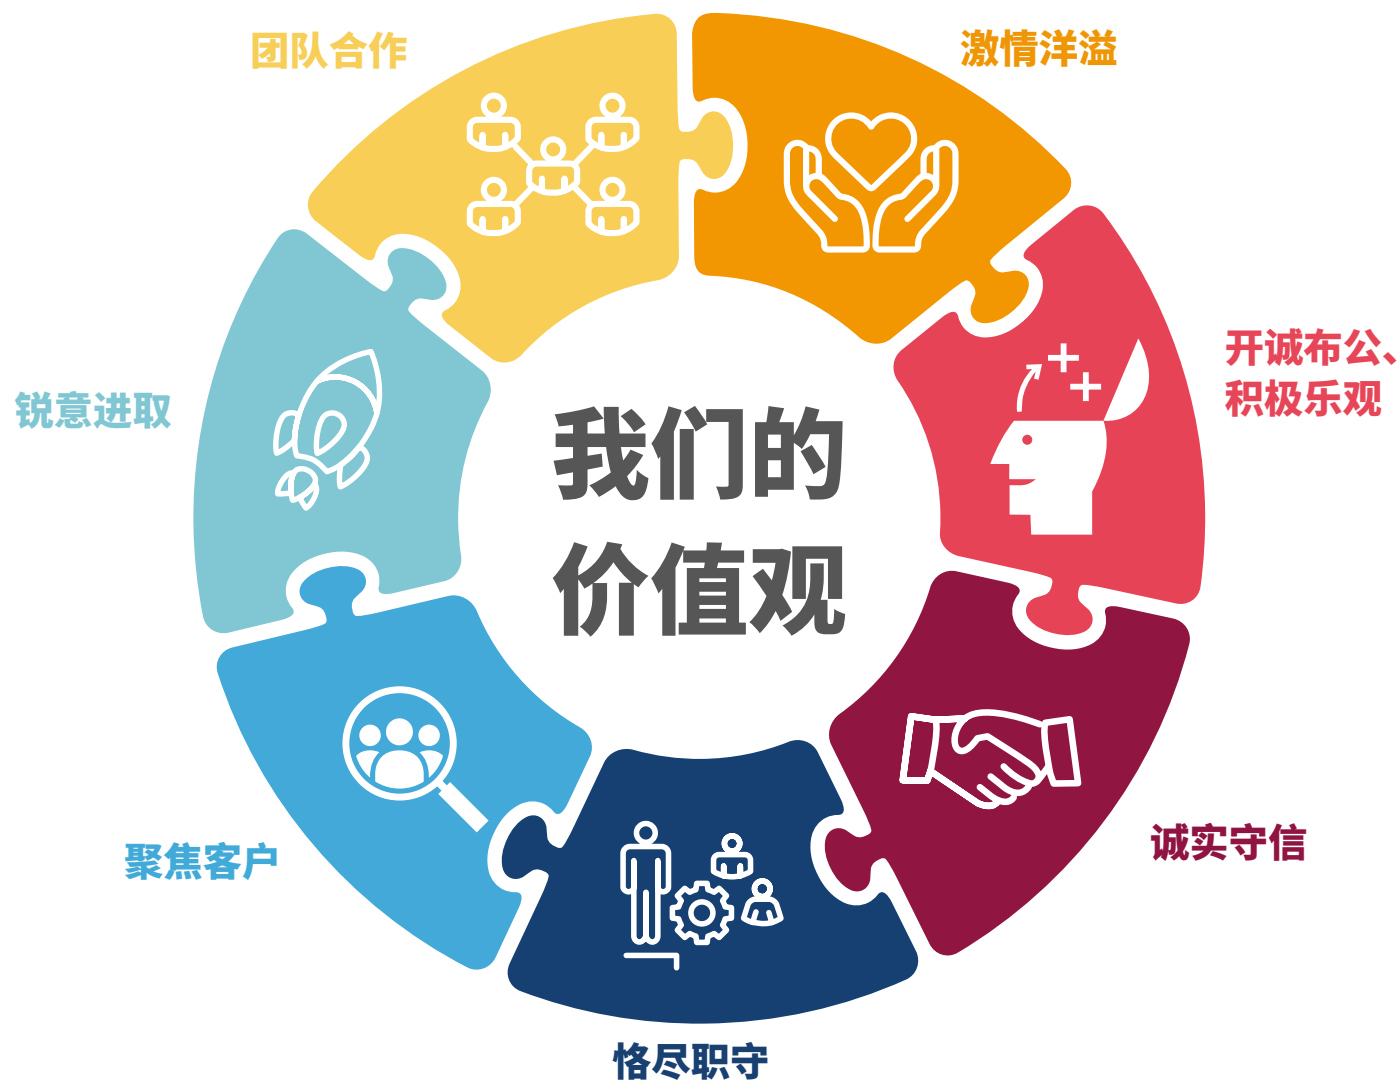 团队合作
激情洋溢
开诚布公、
积极乐观
锐意进取
我们的
价值观
诚实守信
聚焦客户
恪尽职守